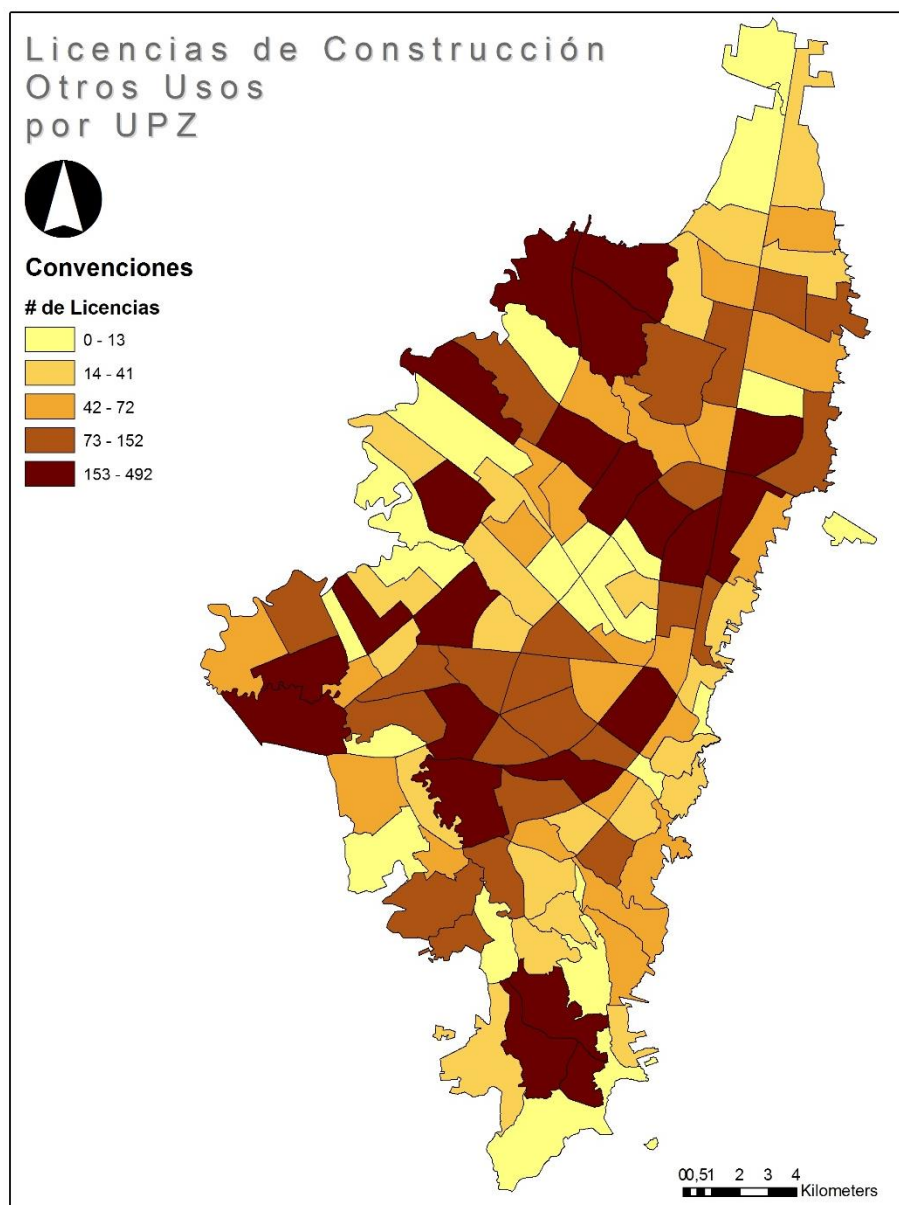 Licencias de Construcción
Otros Usos
por UPZ
Convenciones
# de Licencias
0 - 13
14 - 41
42 - 72
73 - 152
153 - 492
00,51 2 3 4
Kilometers